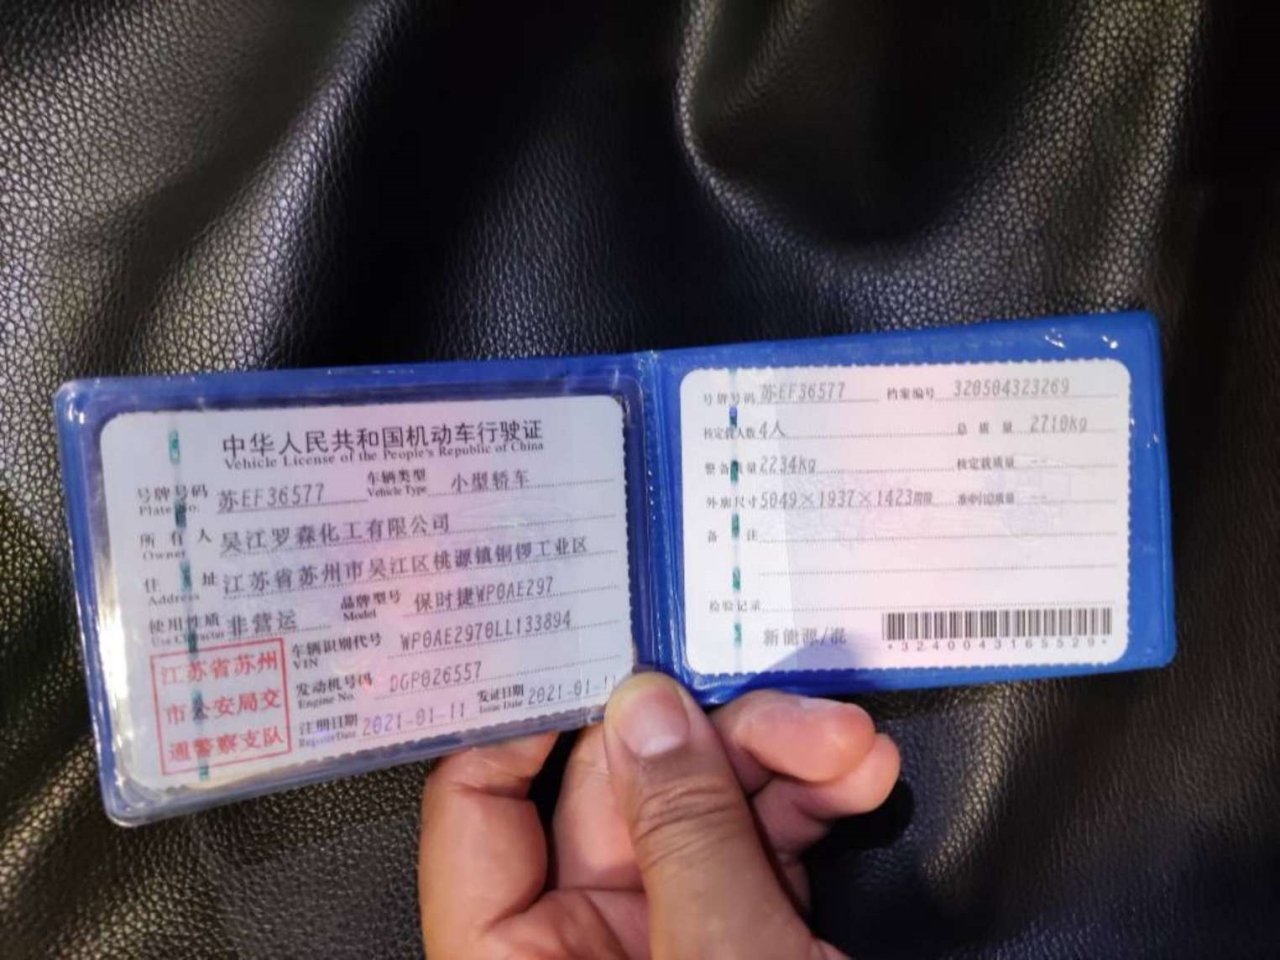 中华人民共和国机动车行驶证
Vehicle License of the People's Republic of China
号牌号码 苏EF36577 车辆类型 小型轿车
Plate No. Vehicle Type
所有人 吴江罗森化工有限公司
Owner
住址 江苏省苏州市吴江区桃源镇铜锣工业区
Address
使用性质 非营运 品牌型号 保时捷WP0AE297
Use Character Model
江苏省苏州
市公安局交
通警察支队
车辆识别代号 WP0AE2970LL133894
VIN
发动机号码 DGP026557
Engine No.
注册日期 2021-01-11 发证日期 2021-01-11
Register Date Issue Date
号牌号码 苏EF36577 档案编号 320504323269
核定载人数 4人 总质量 2710kg
整备质量 2234kg 核定载质量 --
外廓尺寸 5049×1937×1423 准牵引总质量 --
备注
检验记录
新能源/混
*3240043165529*